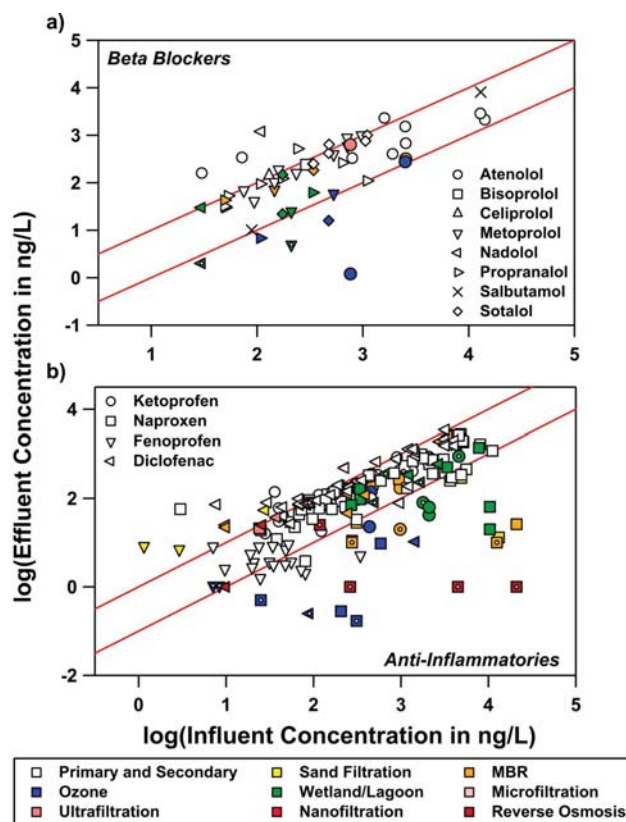 a)
5
Beta Blockers
4
3
2
1
0
-1
Atenolol
Bisoprolol
Celiprolol
Metoprolol
Nadolol
Propranalol
Salbutamol
Sotalol
1 2 3 4 5
b)
4
2
0
-2
Ketoprofen
Naproxen
Fenoprofen
Diclofenac
Anti-Inflammatories
0 1 2 3 4 5
log(Effluent Concentration in ng/L)
log(Influent Concentration in ng/L)
Primary and Secondary Sand Filtration MBR
Ozone Wetland/Lagoon Microfiltration
Ultrafiltration Nanofiltration Reverse Osmosis